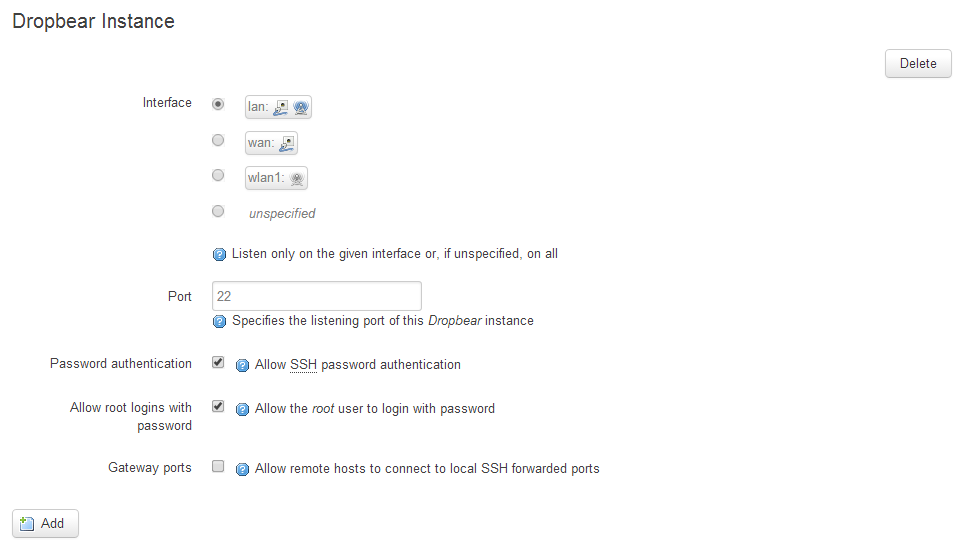 Dropbear Instance
Delete
Interface
lan:
wan:
wlan1:
unspecified
Listen only on the given interface or, if unspecified, on all
Port
22
Specifies the listening port of this Dropbear instance
Password authentication
Allow SSH password authentication
Allow root logins with
password
Allow the root user to login with password
Gateway ports
Allow remote hosts to connect to local SSH forwarded ports
Add